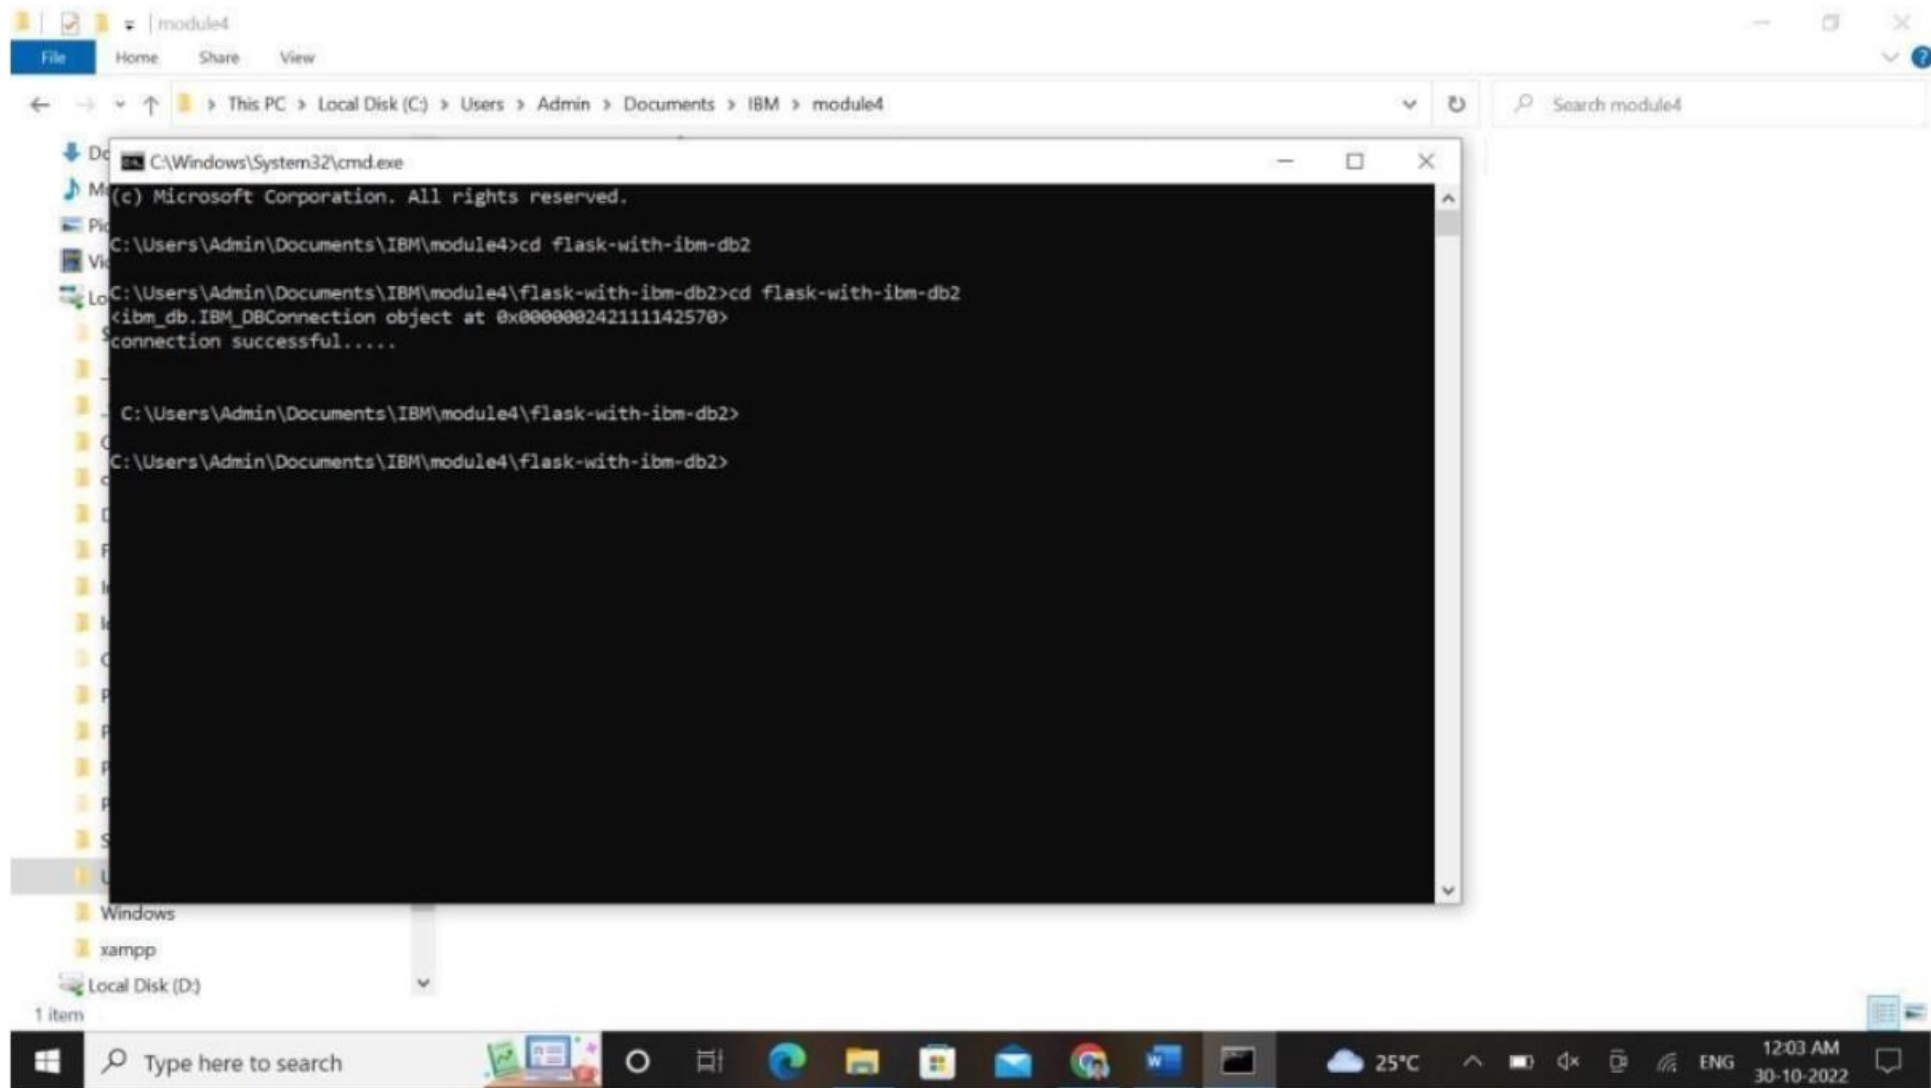 module4
File Home Share View
This PC > Local Disk (C:) > Users > Admin > Documents > IBM > module4
Search module4
C:\Windows\System32\cmd.exe
(c) Microsoft Corporation. All rights reserved.
C:\Users\Admin\Documents\IBM\module4>cd flask-with-ibm-db2
C:\Users\Admin\Documents\IBM\module4\flask-with-ibm-db2>cd flask-with-ibm-db2
<ibm_db.IBM_DBConnection object at 0x000000242111142570>
connection successful.....
C:\Users\Admin\Documents\IBM\module4\flask-with-ibm-db2>
C:\Users\Admin\Documents\IBM\module4\flask-with-ibm-db2>
Windows
xampp
Local Disk (D:)
1 item
Type here to search
25°C
ENG
12:03 AM
30-10-2022